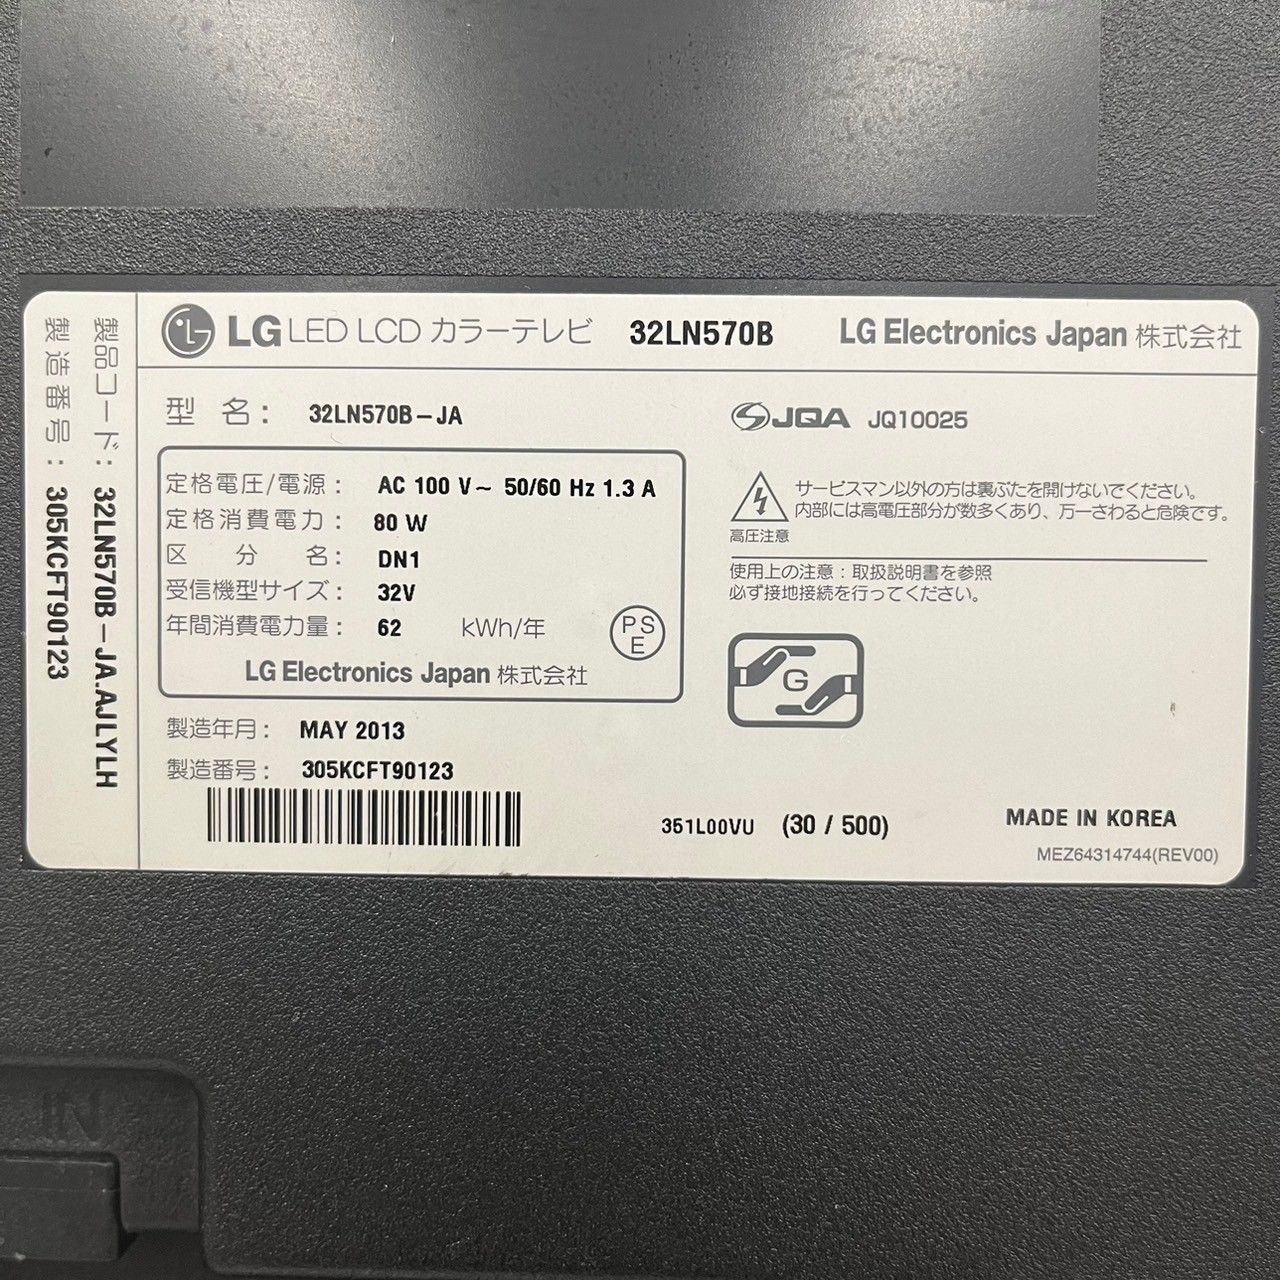 製品コード: 32LN570B-JA.AJLYLH
製造番号: 305KCFT90123
LG LED LCD カラーテレビ 32LN570B LG Electronics Japan 株式会社
型 名: 32LN570B-JA
JQA JQ10025
定格電圧/電源: AC 100 V~ 50/60 Hz 1.3 A
定格消費電力: 80 W
区 分 名: DN1
受信機型サイズ: 32V
年間消費電力量: 62 kWh/年
PS
E
LG Electronics Japan 株式会社
サービスマン以外の方は裏ぶたを開けないでください。
内部には高電圧部分が数多くあり、万一さわると危険です。
高圧注意
使用上の注意:取扱説明書を参照
必ず接地接続を行ってください。
G
製造年月: MAY 2013
製造番号: 305KCFT90123
351L00VU (30 / 500)
MADE IN KOREA
MEZ64314744(REV00)
IN